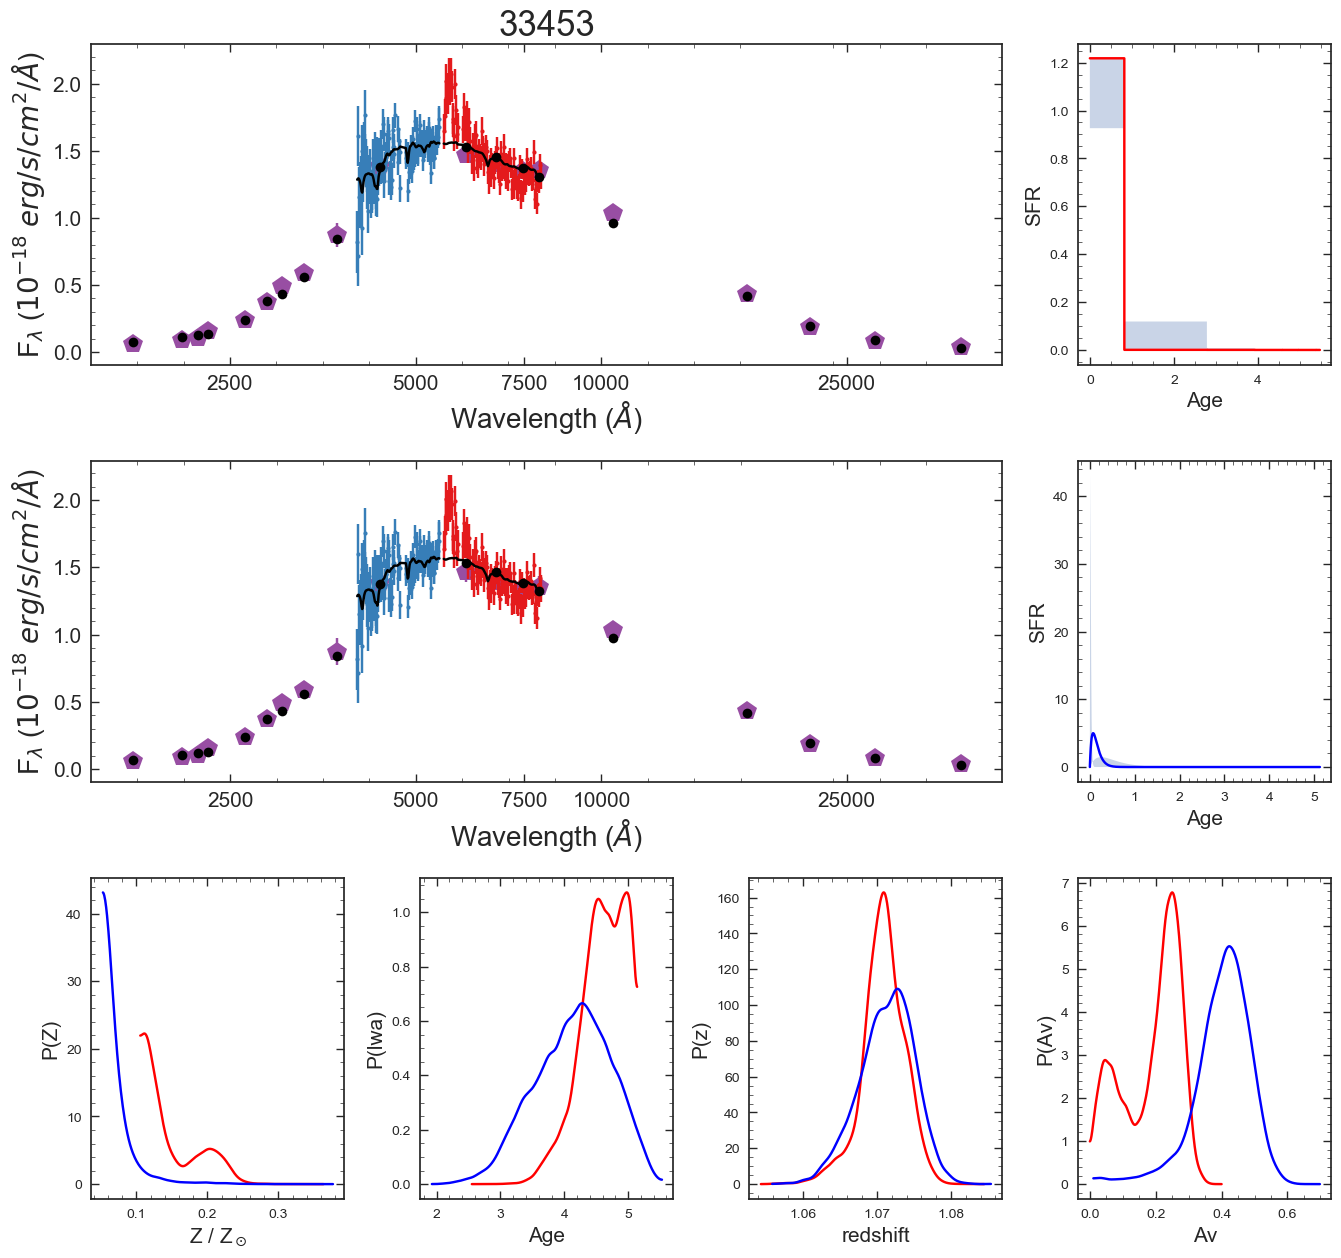 33453
F_λ (10^−18 erg/s/cm^2/Å)
2.0
1.5
1.0
0.5
0.0
2500 5000 7500 10000 25000
Wavelength (Å)
SFR
1.2
1.0
0.8
0.6
0.4
0.2
0.0
0 2 4
Age
F_λ (10^−18 erg/s/cm^2/Å)
2.0
1.5
1.0
0.5
0.0
2500 5000 7500 10000 25000
Wavelength (Å)
SFR
40
30
20
10
0
0 1 2 3 4 5
Age
P(Z)
40
30
20
10
0
0.1 0.2 0.3
Z / Z_⊙
P(lwa)
1.0
0.8
0.6
0.4
0.2
0.0
2 3 4 5
Age
P(z)
160
140
120
100
80
60
40
20
0
1.06 1.07 1.08
redshift
P(Av)
7
6
5
4
3
2
1
0
0.0 0.2 0.4 0.6
Av